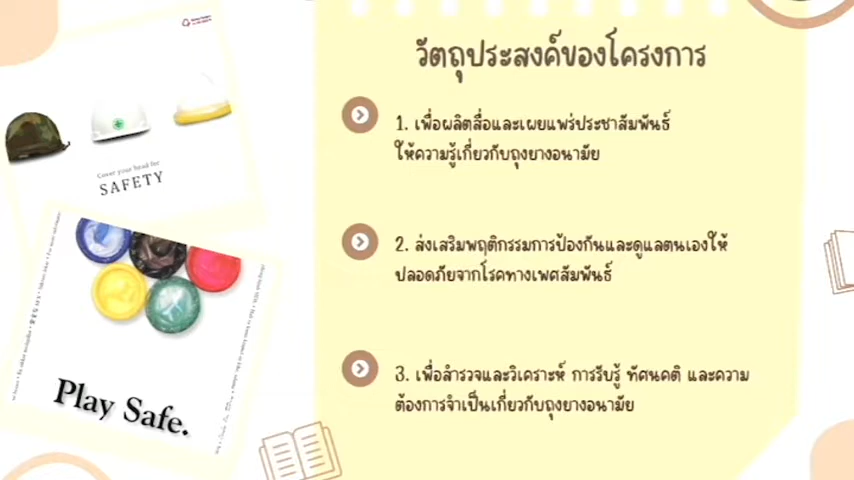 วัตถุประสงค์ของโครงการ
1. เพื่อผลิตสื่อและเผยแพร่ประชาสัมพันธ์
ให้ความรู้เกี่ยวกับถุงยางอนามัย
2. ส่งเสริมพฤติกรรมการป้องกันและดูแลตนเองให้
ปลอดภัยจากโรคทางเพศสัมพันธ์
3. เพื่อสำรวจและวิเคราะห์ การรับรู้ ทัศนคติ และความ
ต้องการจำเป็นเกี่ยวกับถุงยางอนามัย
Cover your head for
SAFETY
Play Safe.